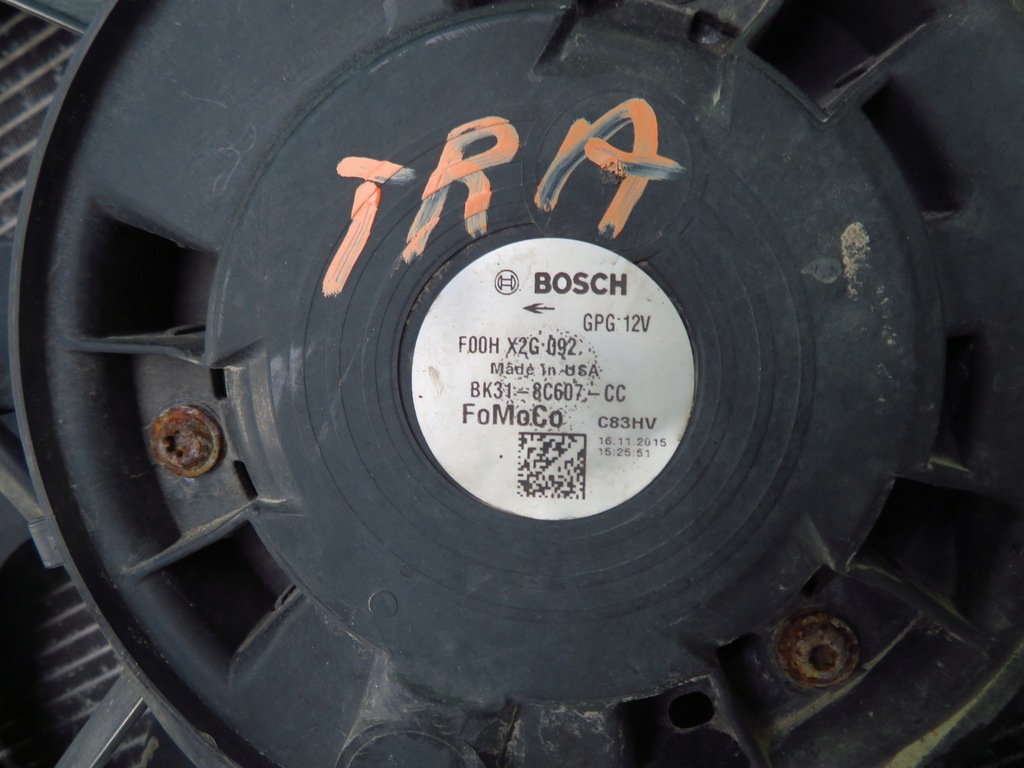 TRA
BOSCH
GPG 12V
F00H X2G 092
Made in USA
BK31-8C607-CC
FoMoCo C83HV
16.11.2015
15:25:51